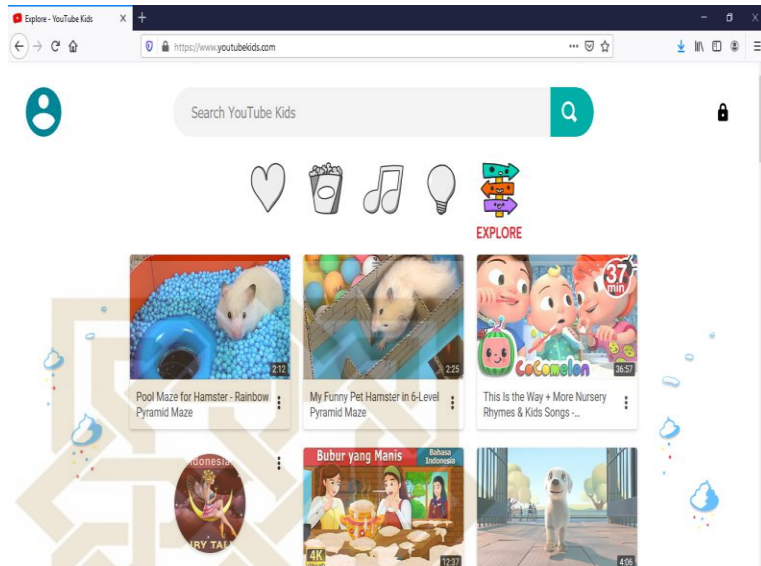 Explore - YouTube Kids
https://www.youtubekids.com
Search YouTube Kids
EXPLORE
37
min
CoComelon
2:12
2:25
36:57
Pool Maze for Hamster - Rainbow
Pyramid Maze
My Funny Pet Hamster in 6-Level
Pyramid Maze
This Is the Way + More Nursery
Rhymes & Kids Songs -...
Bubur yang Manis
Bahasa
Indonesia
4K
12:37
4:06